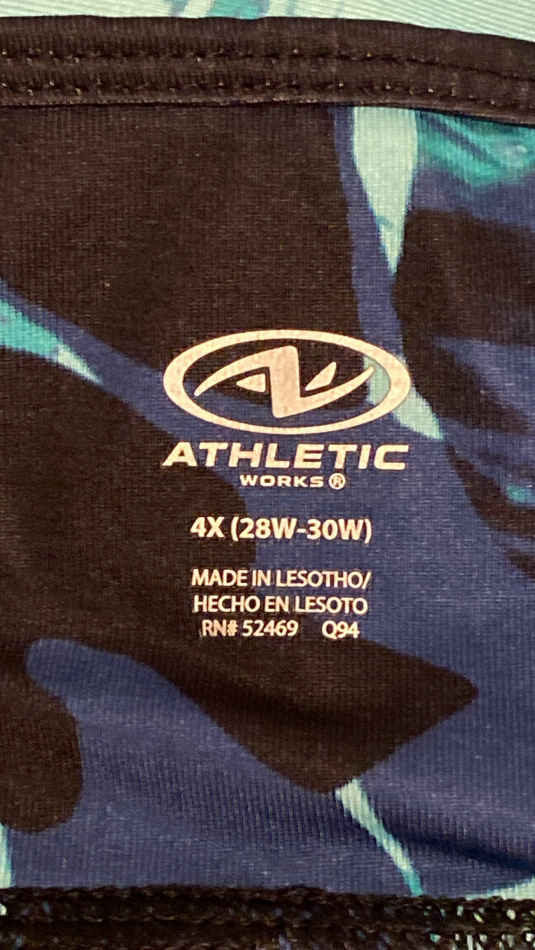 ATHLETIC
WORKS®
4X (28W-30W)
MADE IN LESOTHO/
HECHO EN LESOTO
RN# 52469 Q94